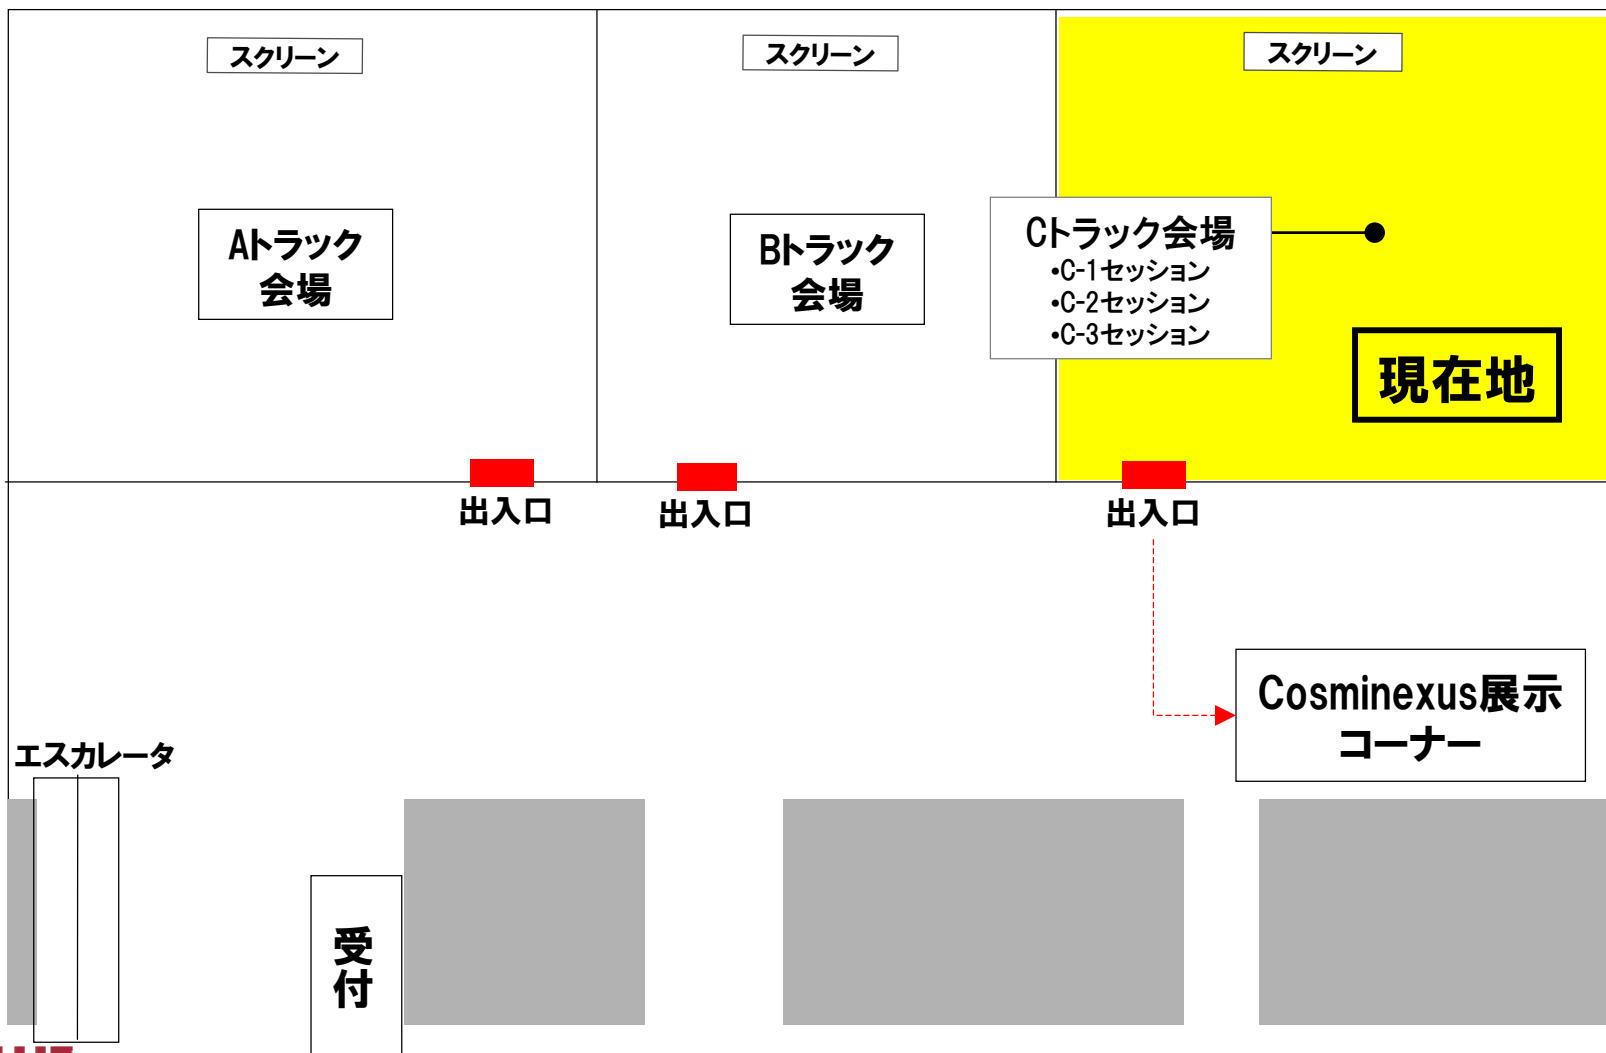 スクリーン
スクリーン
スクリーン
Aトラック
会場
Bトラック
会場
Cトラック会場
•C-1セッション
•C-2セッション
•C-3セッション
現在地
出入口
出入口
出入口
Cosminexus展示
コーナー
エスカレータ
受付